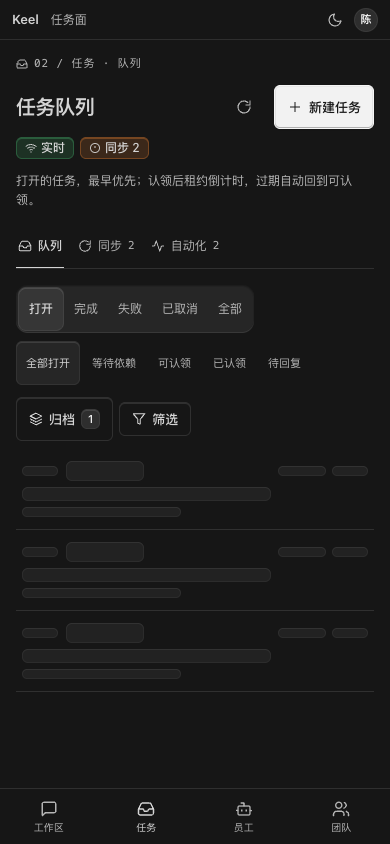 Keel 任务面 陈
02 / 任务 · 队列
任务队列 新建任务
实时 同步 2
打开的任务，最早优先；认领后租约倒计时，过期自动回到可认
领。
队列 同步 2 自动化 2
打开 完成 失败 已取消 全部
全部打开 等待依赖 可认领 已认领 待回复
归档 1 筛选
工作区 任务 员工 团队